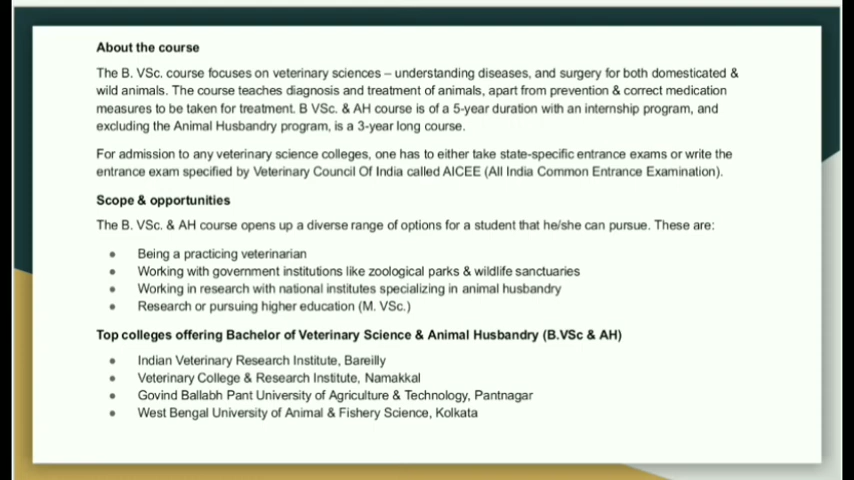 About the course
The B. VSc. course focuses on veterinary sciences – understanding diseases, and surgery for both domesticated &
wild animals. The course teaches diagnosis and treatment of animals, apart from prevention & correct medication
measures to be taken for treatment. B VSc. & AH course is of a 5-year duration with an internship program, and
excluding the Animal Husbandry program, is a 3-year long course.
For admission to any veterinary science colleges, one has to either take state-specific entrance exams or write the
entrance exam specified by Veterinary Council Of India called AICEE (All India Common Entrance Examination).
Scope & opportunities
The B. VSc. & AH course opens up a diverse range of options for a student that he/she can pursue. These are:
● Being a practicing veterinarian
● Working with government institutions like zoological parks & wildlife sanctuaries
● Working in research with national institutes specializing in animal husbandry
● Research or pursuing higher education (M. VSc.)
Top colleges offering Bachelor of Veterinary Science & Animal Husbandry (B.VSc & AH)
● Indian Veterinary Research Institute, Bareilly
● Veterinary College & Research Institute, Namakkal
● Govind Ballabh Pant University of Agriculture & Technology, Pantnagar
● West Bengal University of Animal & Fishery Science, Kolkata